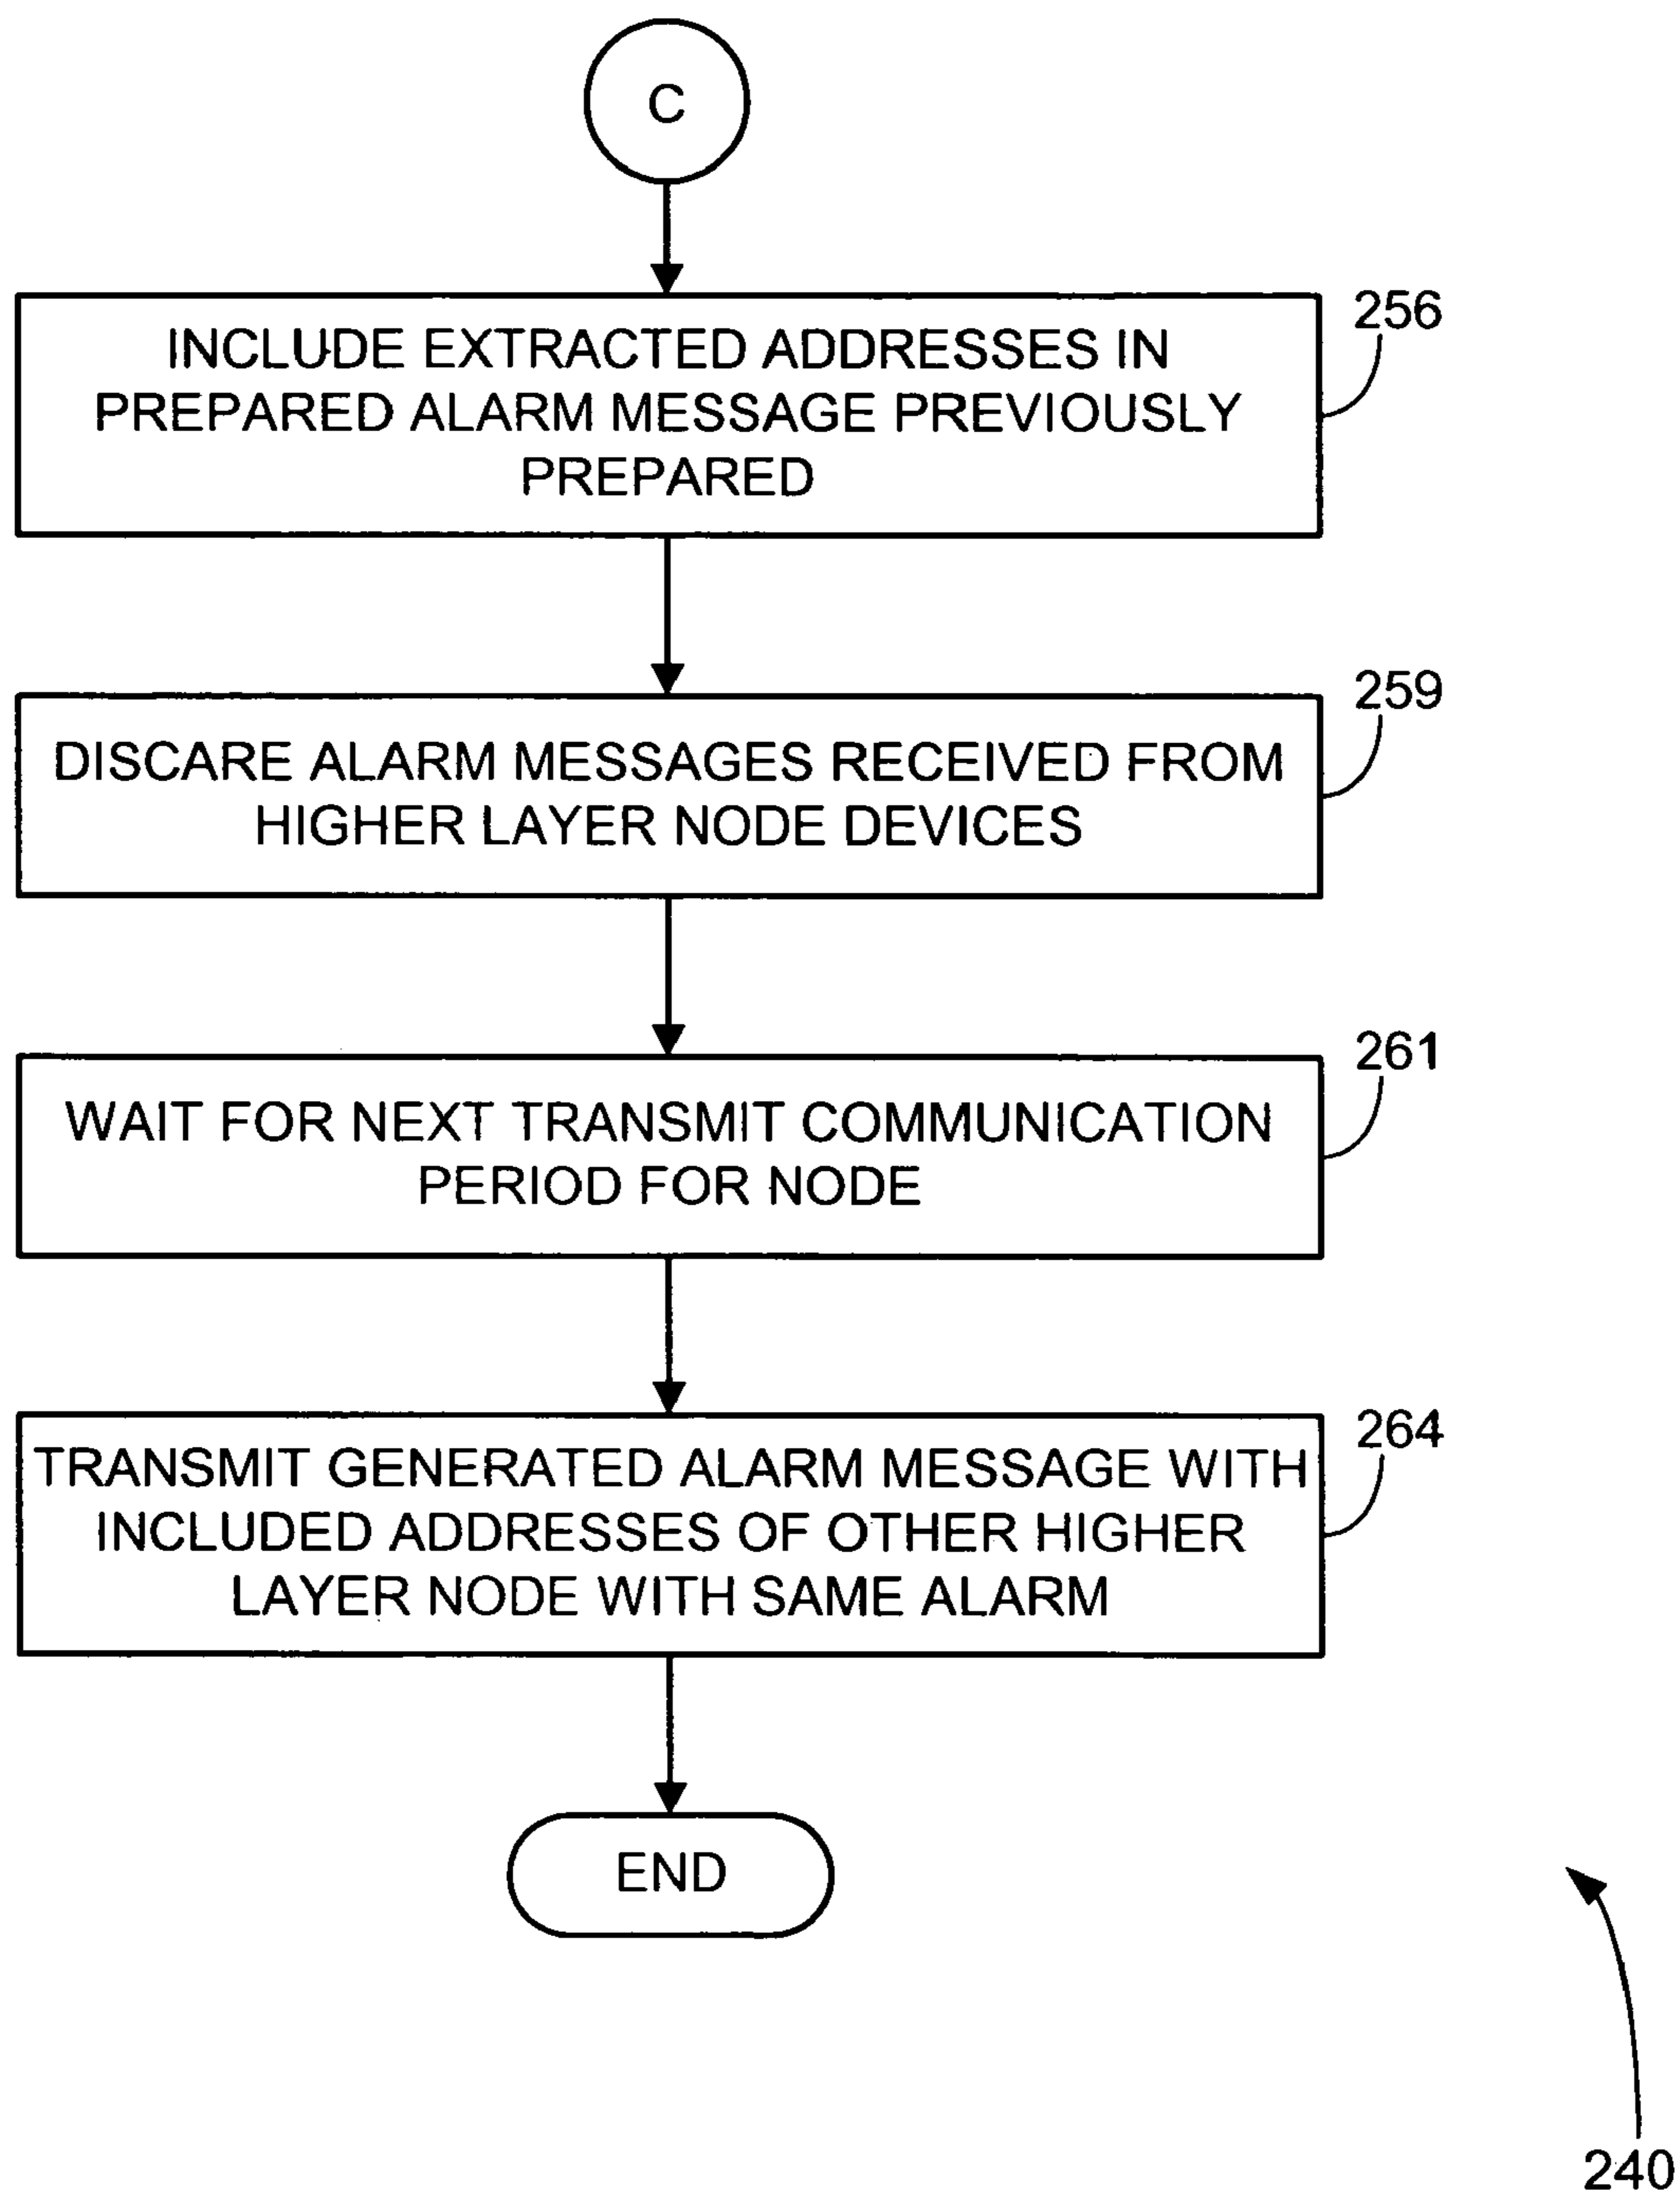 C
INCLUDE EXTRACTED ADDRESSES IN
PREPARED ALARM MESSAGE PREVIOUSLY
PREPARED
256
DISCARE ALARM MESSAGES RECEIVED FROM
HIGHER LAYER NODE DEVICES
259
WAIT FOR NEXT TRANSMIT COMMUNICATION
PERIOD FOR NODE
261
TRANSMIT GENERATED ALARM MESSAGE WITH
INCLUDED ADDRESSES OF OTHER HIGHER
LAYER NODE WITH SAME ALARM
264
END
240